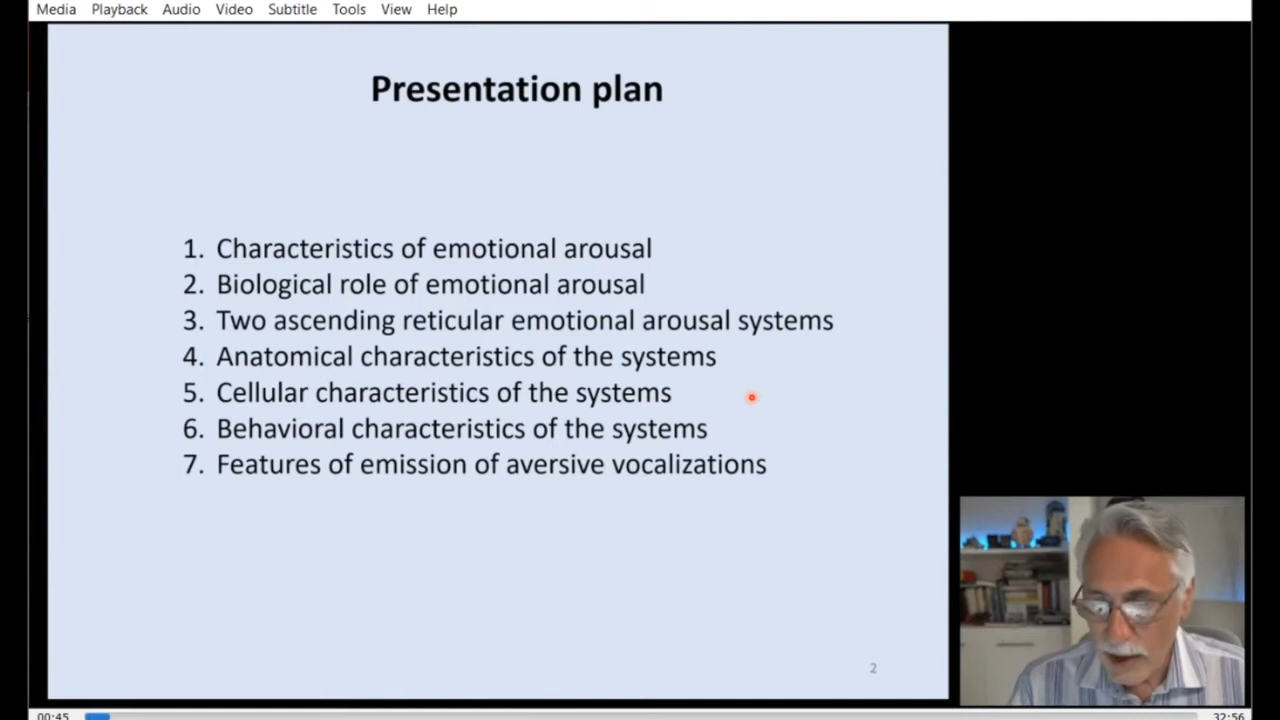 Media Playback Audio Video Subtitle Tools View Help
Presentation plan
1. Characteristics of emotional arousal
2. Biological role of emotional arousal
3. Two ascending reticular emotional arousal systems
4. Anatomical characteristics of the systems
5. Cellular characteristics of the systems
6. Behavioral characteristics of the systems
7. Features of emission of aversive vocalizations
2
00:45 32:56